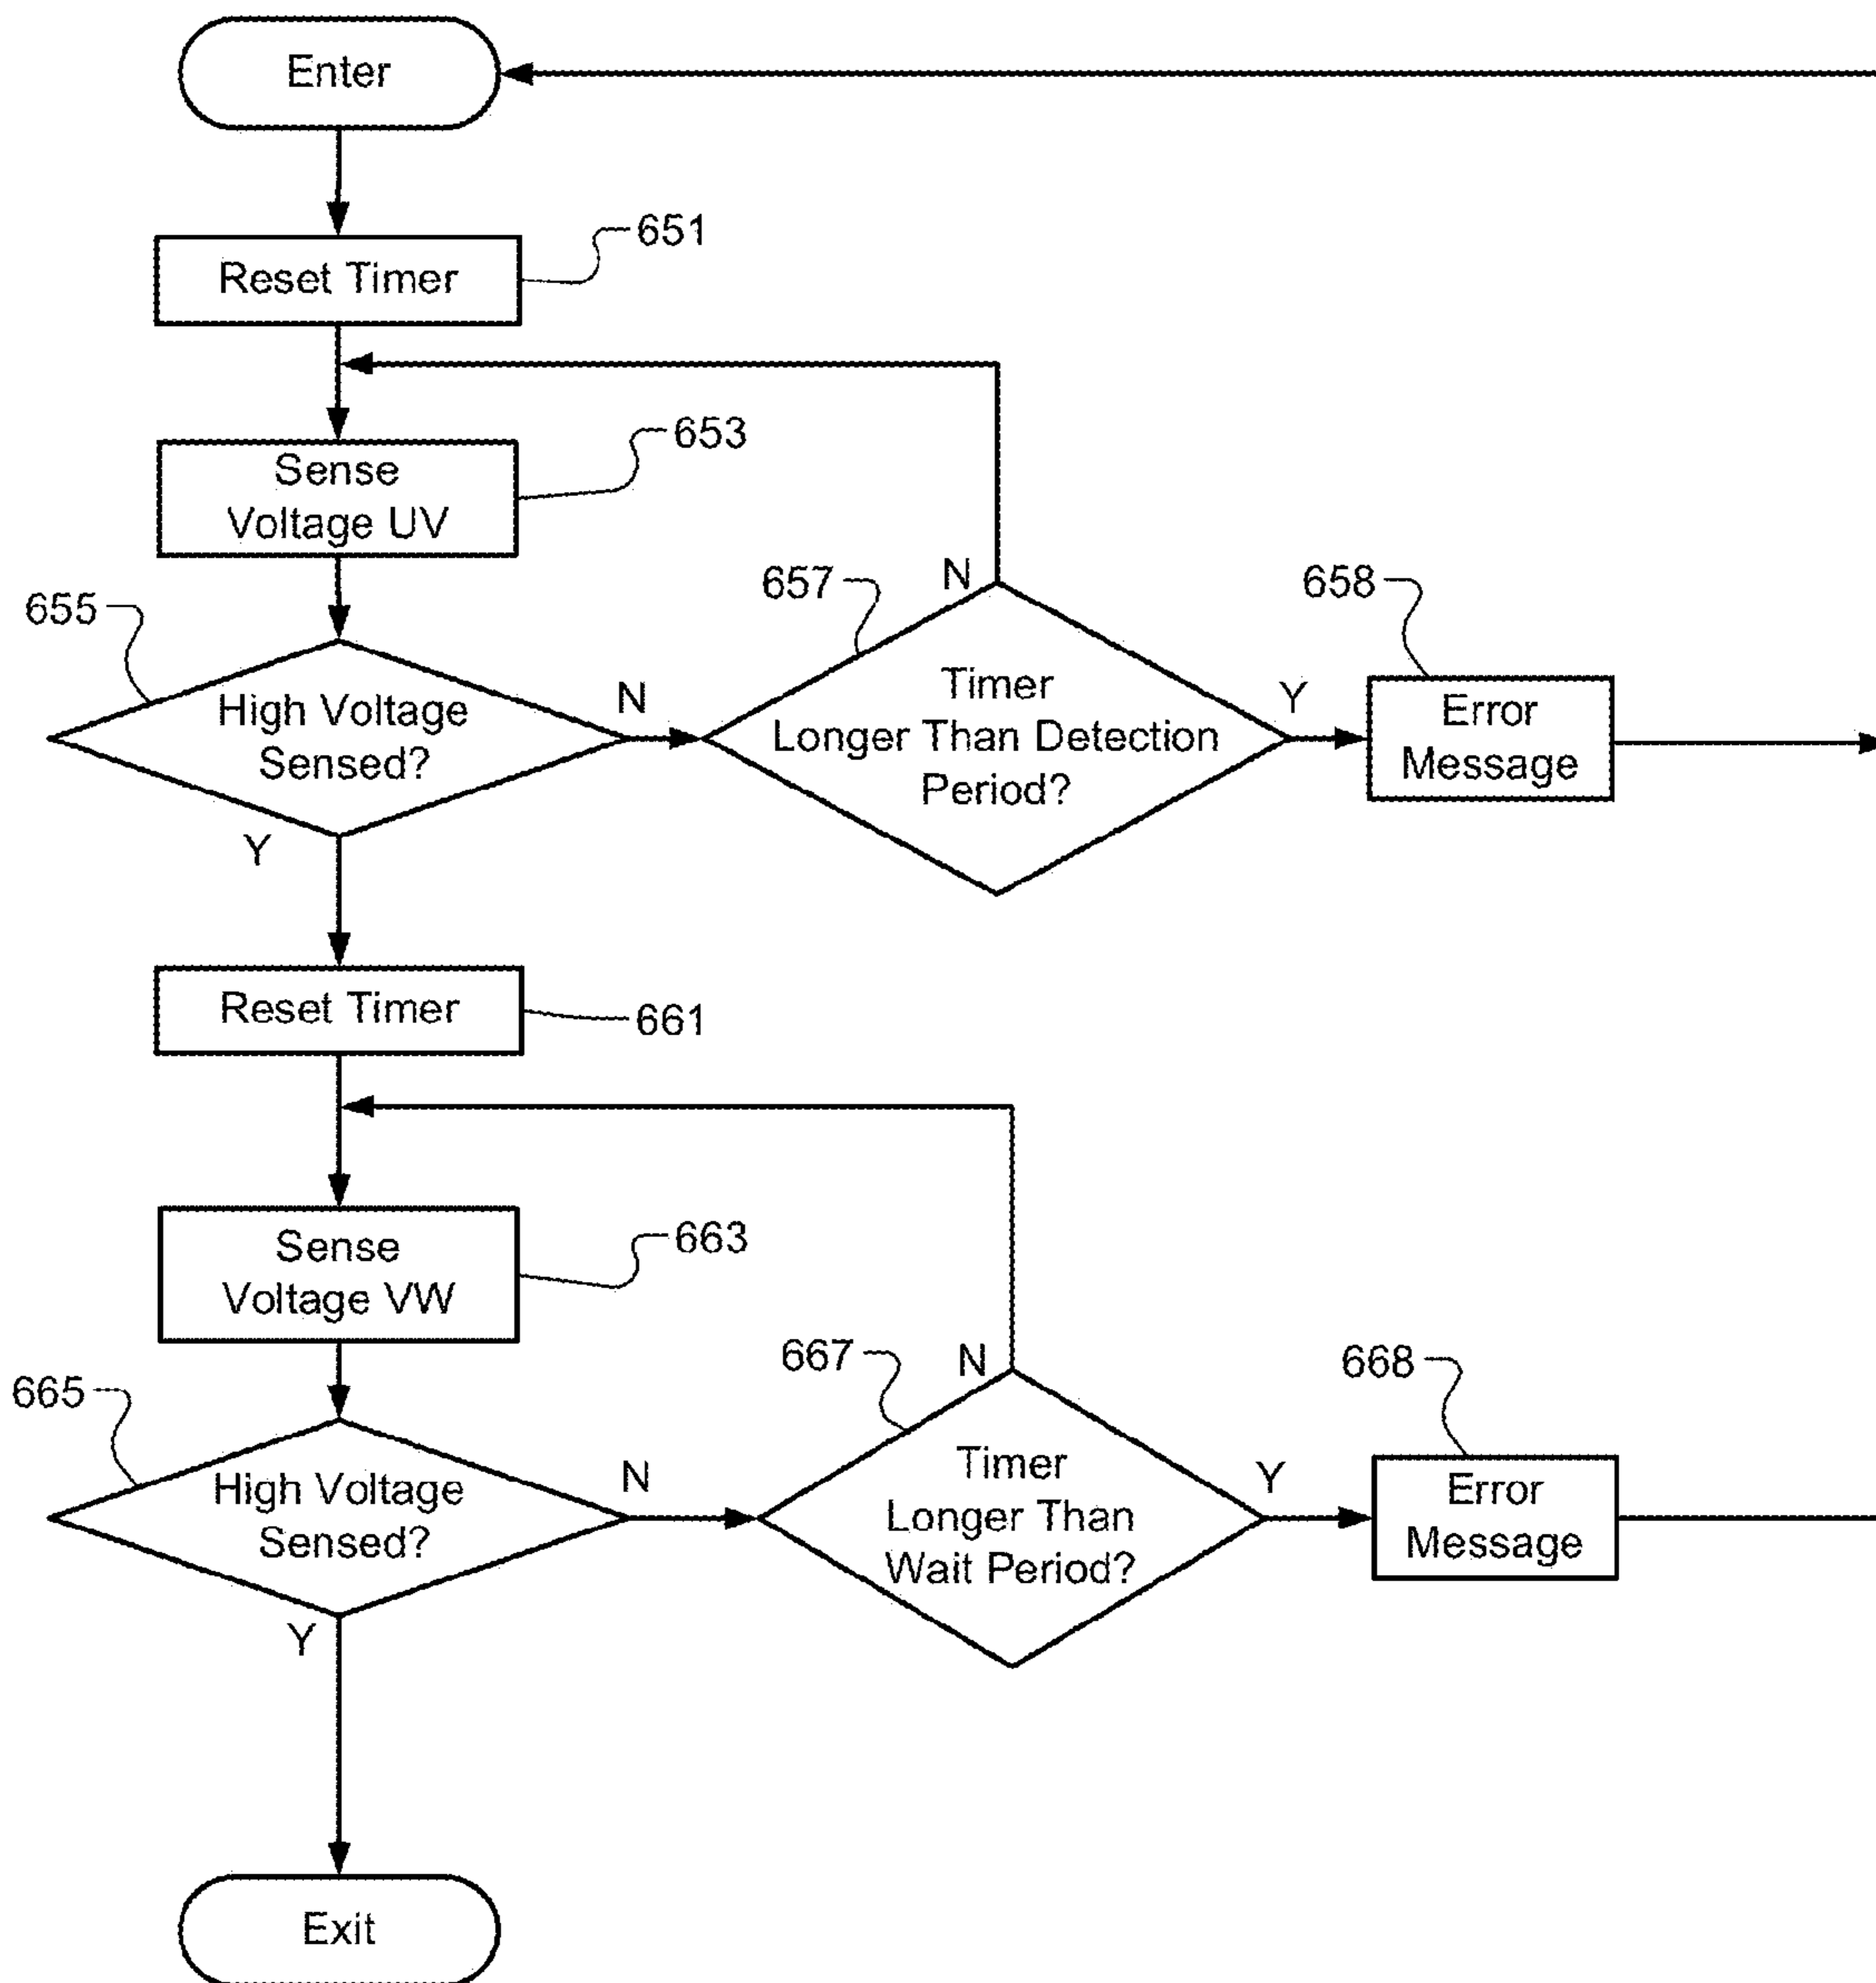 Enter
651
Reset Timer
653
Sense
Voltage UV
655
High Voltage
Sensed?
N
Y
657
N
Timer
Longer Than Detection
Period?
Y
658
Error
Message
Reset Timer
661
Sense
Voltage VW
663
665
High Voltage
Sensed?
N
Y
667
N
Timer
Longer Than
Wait Period?
Y
668
Error
Message
Exit